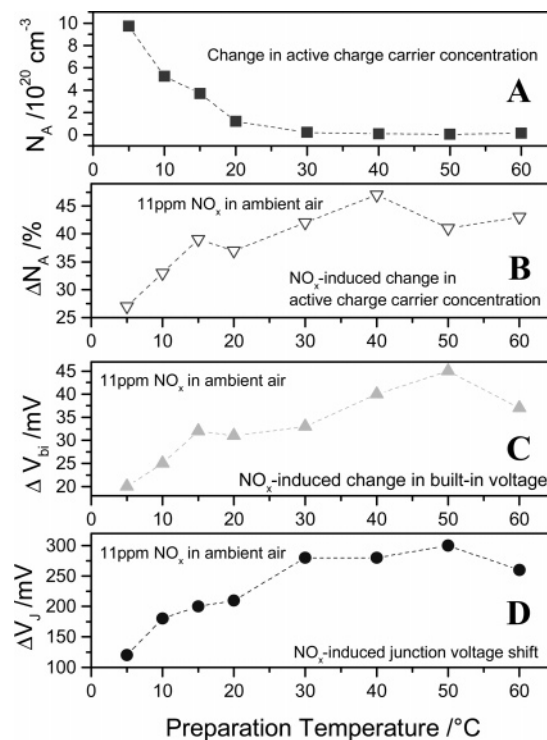 10
8
6
4
2
0
N_A /10^20 cm^-3
Change in active charge carrier concentration
A
0 10 20 30 40 50 60
45
40
35
30
25
ΔN_A /%
11ppm NO_x in ambient air
B
NO_x-induced change in
active charge carrier concentration
0 10 20 30 40 50 60
45
40
35
30
25
20
Δ V_bi /mV
11ppm NO_x in ambient air
C
NO_x-induced change in built-in voltage
0 10 20 30 40 50 60
300
250
200
150
100
ΔV_J /mV
11ppm NO_x in ambient air
D
NO_x-induced junction voltage shift
0 10 20 30 40 50 60
Preparation Temperature /°C